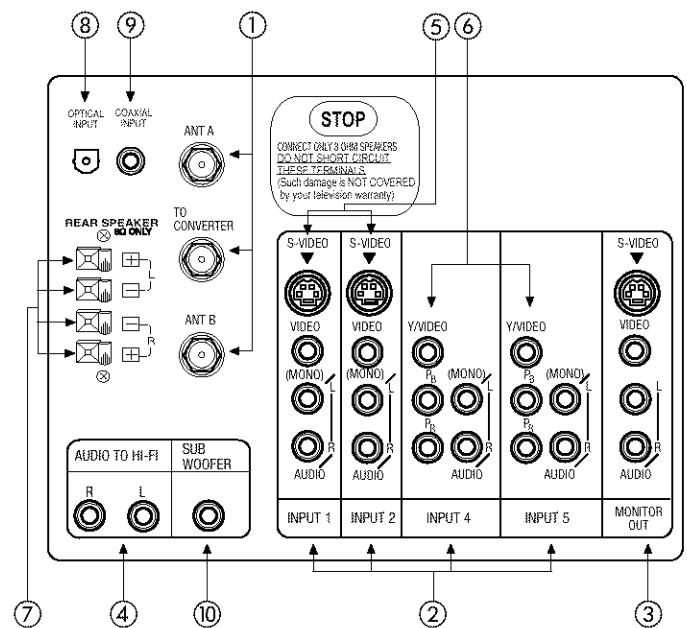 ⑧ ⑨ ① ⑤ ⑥
OPTICAL INPUT
COAXIAL INPUT
ANT A
STOP
CONNECT ONLY 8 OHM SPEAKERS
DO NOT SHORT CIRCUIT
THESE TERMINALS
(Such damage is NOT COVERED
by your television warranty)
REAR SPEAKER
8Ω ONLY
+ L
-
- R
+
TO
CONVERTER
ANT B
S-VIDEO
VIDEO
(MONO)
L
R
AUDIO
INPUT 1
S-VIDEO
VIDEO
(MONO)
L
R
AUDIO
INPUT 2
Y/VIDEO
PB (MONO)
L
PR
R
AUDIO
INPUT 4
Y/VIDEO
PB (MONO)
L
PR
R
AUDIO
INPUT 5
S-VIDEO
VIDEO
L
R
AUDIO
MONITOR
OUT
AUDIO TO HI-FI
R L
SUB
WOOFER
⑦ ④ ⑩ ② ③